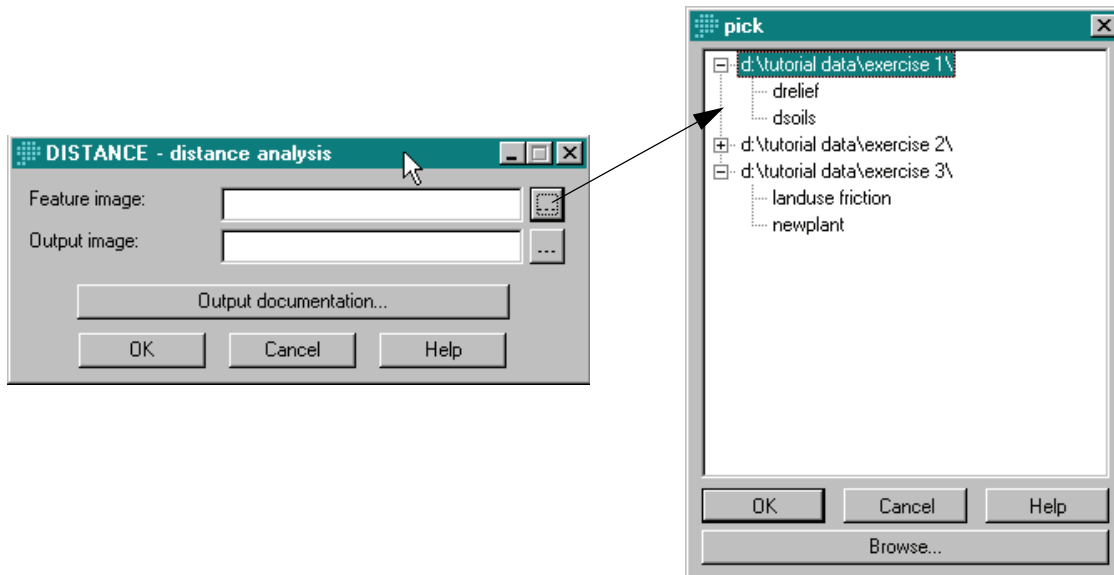 DISTANCE - distance analysis
Feature image:
...
Output image:
...
Output documentation...
OK Cancel Help
pick
d:\tutorial data\exercise 1\
drelief
dsoils
d:\tutorial data\exercise 2\
d:\tutorial data\exercise 3\
landuse friction
newplant
OK Cancel Help
Browse...